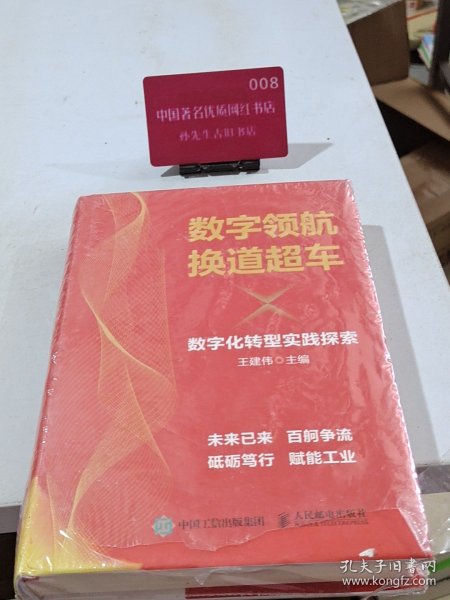 008
中国著名优质网红书店
孙先生古旧书店
数字领航
换道超车
数字化转型实践探索
王建伟 主编
未来已来 百舸争流
砥砺笃行 赋能工业
中国工信出版集团 人民邮电出版社
孔夫子旧书网
www.kongfz.com